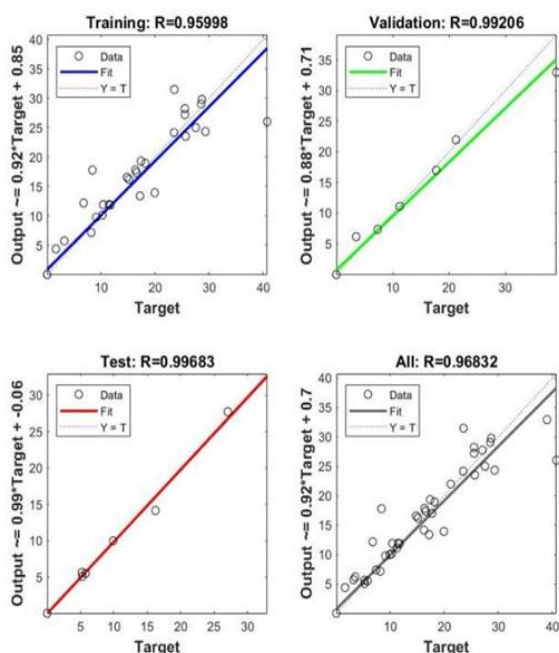 Training: R=0.95998
Output ~= 0.92*Target + 0.85
40
35
30
25
20
15
10
5
0
Data
Fit
Y = T
10
20
30
40
Target
Validation: R=0.99206
Output ~= 0.88*Target + 0.71
35
30
25
20
15
10
5
0
Data
Fit
Y = T
10
20
30
Target
Test: R=0.99683
Output ~= 0.99*Target + -0.06
30
25
20
15
10
5
0
Data
Fit
Y = T
5
10
15
20
25
30
Target
All: R=0.96832
Output ~= 0.92*Target + 0.7
40
35
30
25
20
15
10
5
0
Data
Fit
Y = T
10
20
30
40
Target